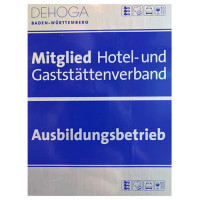 DEHOGA
BADEN-WÜRTTEMBERG
Mitglied Hotel- und
Gaststättenverband
Ausbildungsbetrieb